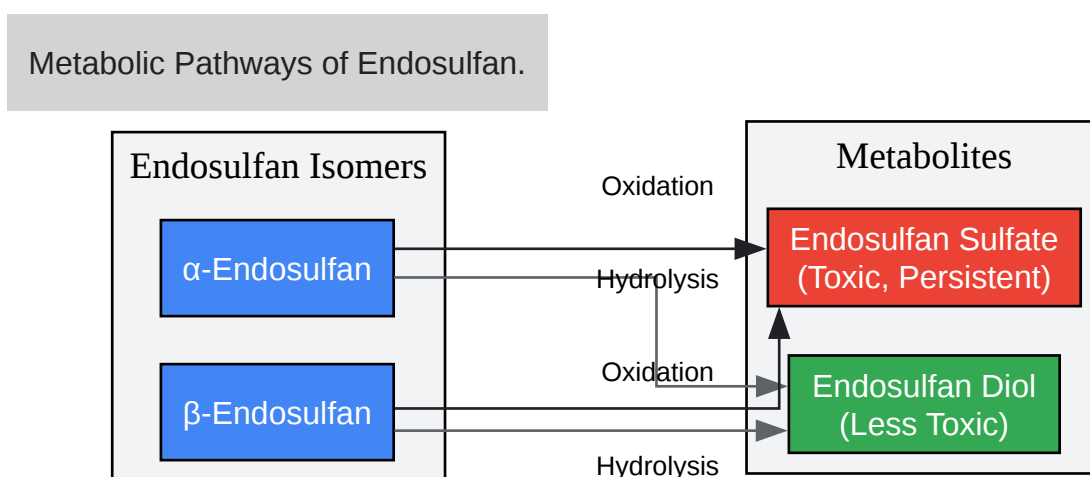 Metabolic Pathways of Endosulfan.
Endosulfan Isomers
Metabolites
Oxidation
α-Endosulfan
Endosulfan Sulfate
(Toxic, Persistent)
Hydrolysis
Oxidation
β-Endosulfan
Endosulfan Diol
(Less Toxic)
Hydrolysis